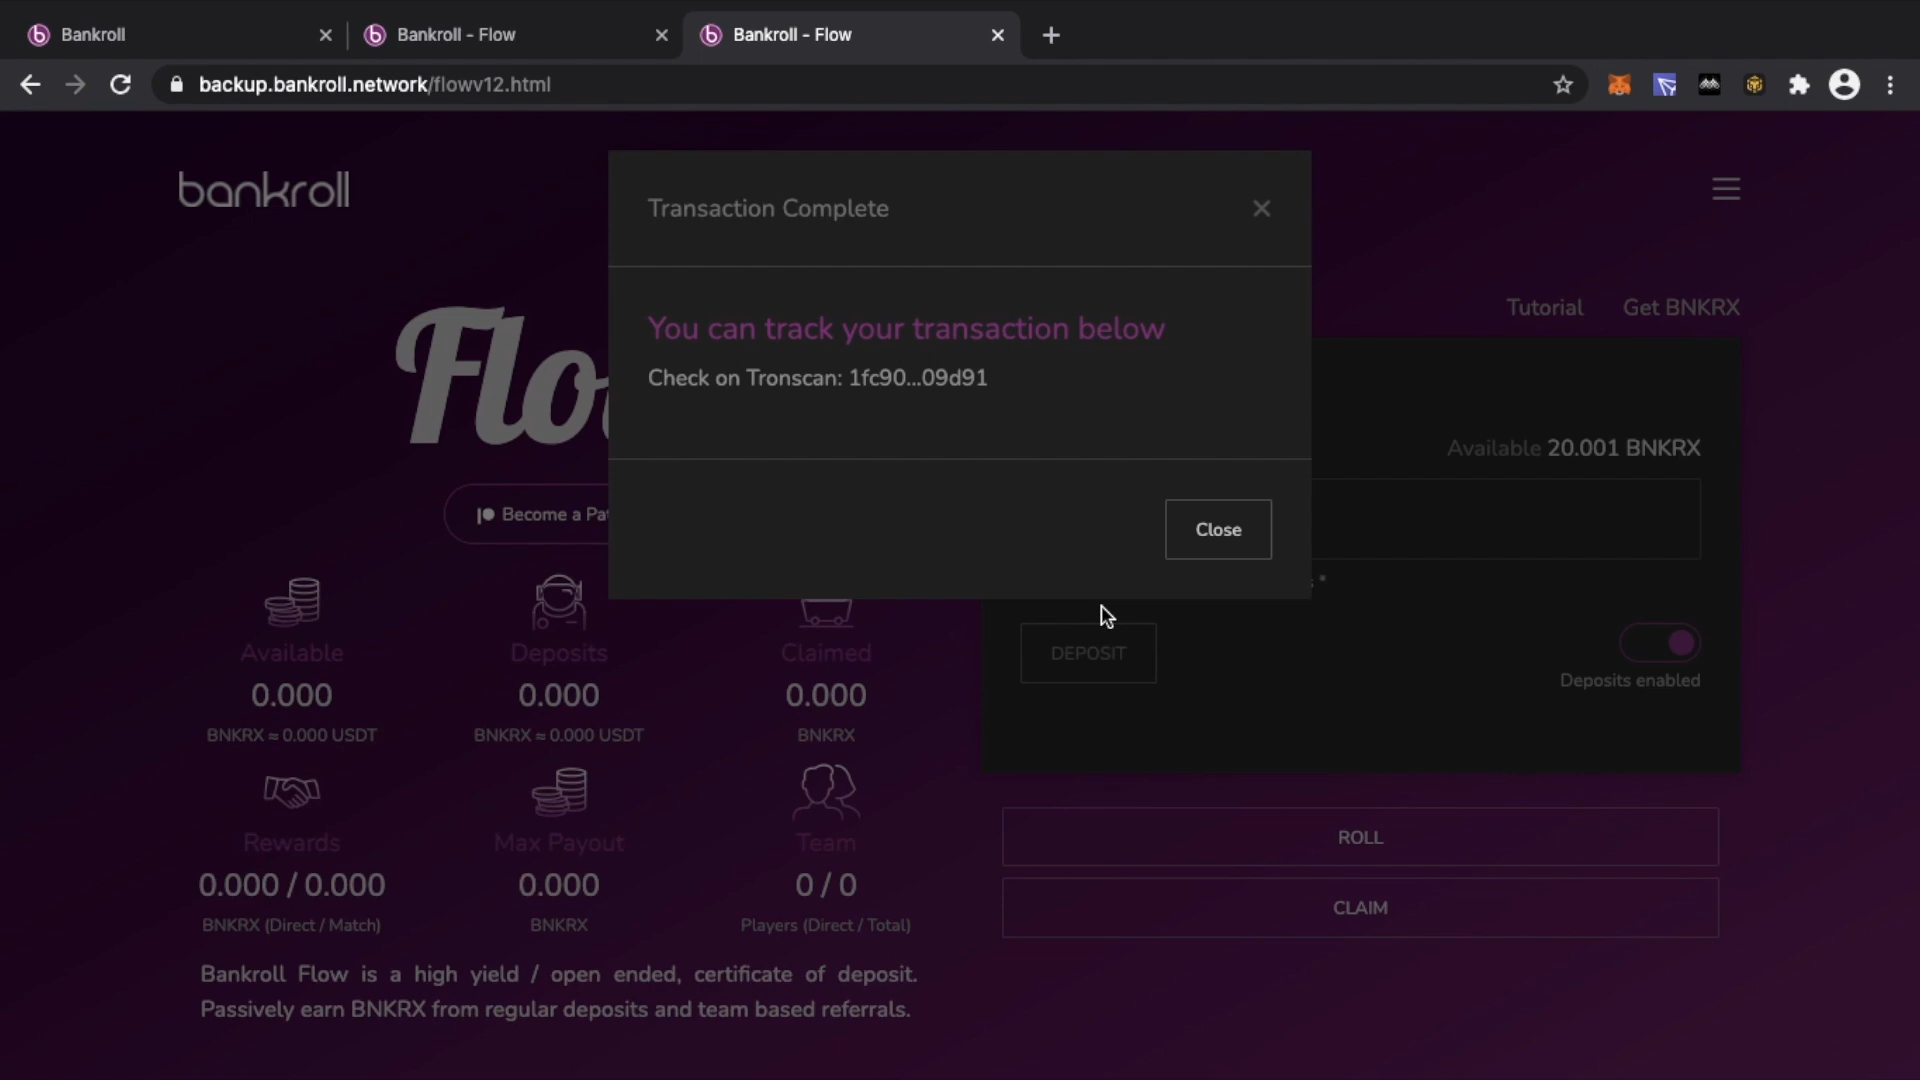 Bankroll
Bankroll - Flow
Bankroll - Flow
backup.bankroll.network/flowv12.html
bankroll
Transaction Complete
You can track your transaction below
Check on Tronscan: 1fc90...09d91
Close
Tutorial
Get BNKRX
Flo
Become a Pat
Available 20.001 BNKRX
DEPOSIT
Deposits enabled
Available
0.000
BNKRX ≈ 0.000 USDT
Deposits
0.000
BNKRX ≈ 0.000 USDT
Claimed
0.000
BNKRX
Rewards
0.000 / 0.000
BNKRX (Direct / Match)
Max Payout
0.000
BNKRX
Team
0 / 0
Players (Direct / Total)
ROLL
CLAIM
Bankroll Flow is a high yield / open ended, certificate of deposit.
Passively earn BNKRX from regular deposits and team based referrals.